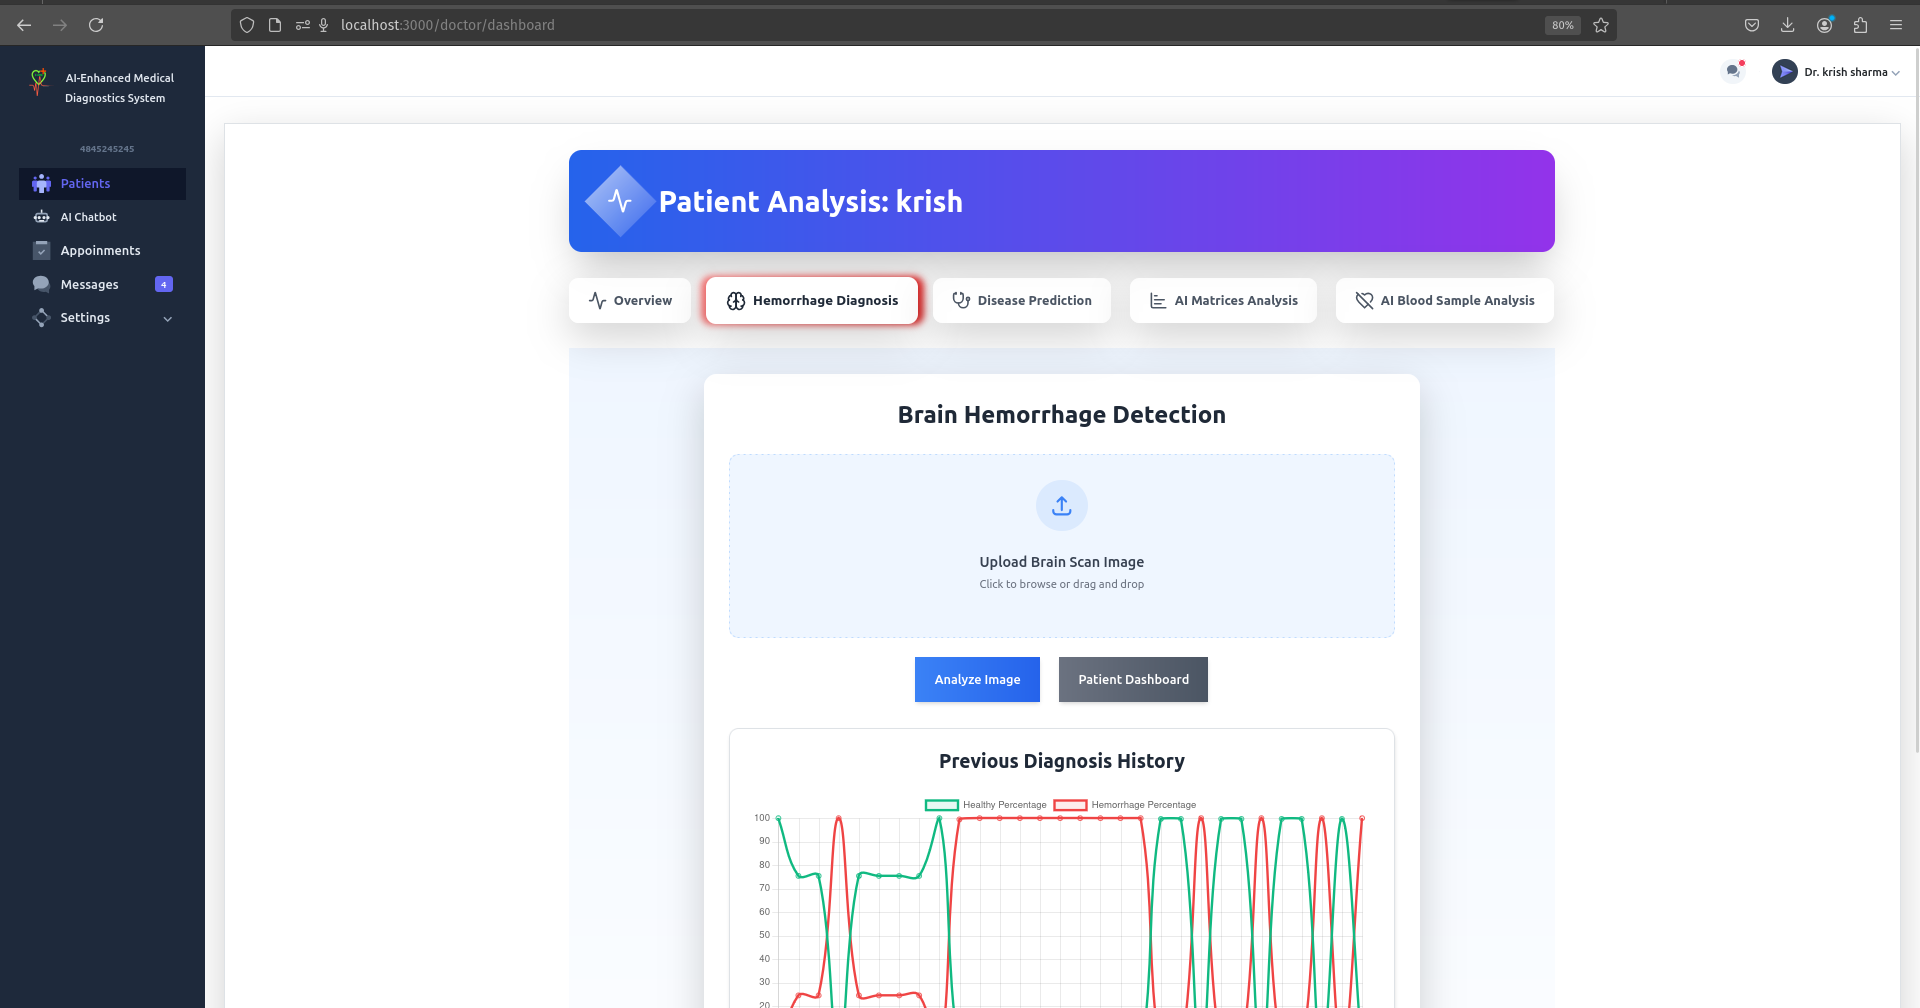 localhost:3000/doctor/dashboard
80%
AI-Enhanced Medical
Diagnostics System
Dr. krish sharma
4845245245
Patients
AI Chatbot
Appoinments
Messages
4
Settings
Patient Analysis: krish
Overview
Hemorrhage Diagnosis
Disease Prediction
AI Matrices Analysis
AI Blood Sample Analysis
Brain Hemorrhage Detection
Upload Brain Scan Image
Click to browse or drag and drop
Analyze Image
Patient Dashboard
Previous Diagnosis History
Healthy Percentage
Hemorrhage Percentage
100
90
80
70
60
50
40
30
20